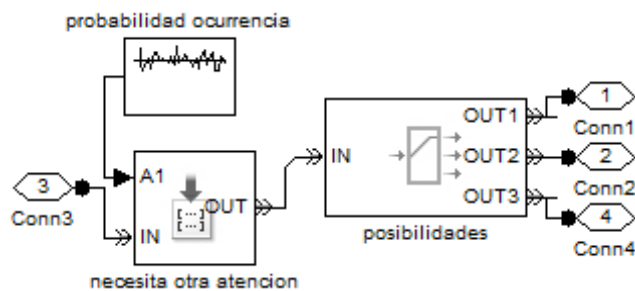 probabilidad ocurrencia
A1
IN
OUT
[...]
[...]
necesita otra atencion
3
Conn3
IN
OUT1
OUT2
OUT3
posibilidades
1
Conn1
2
Conn2
4
Conn4